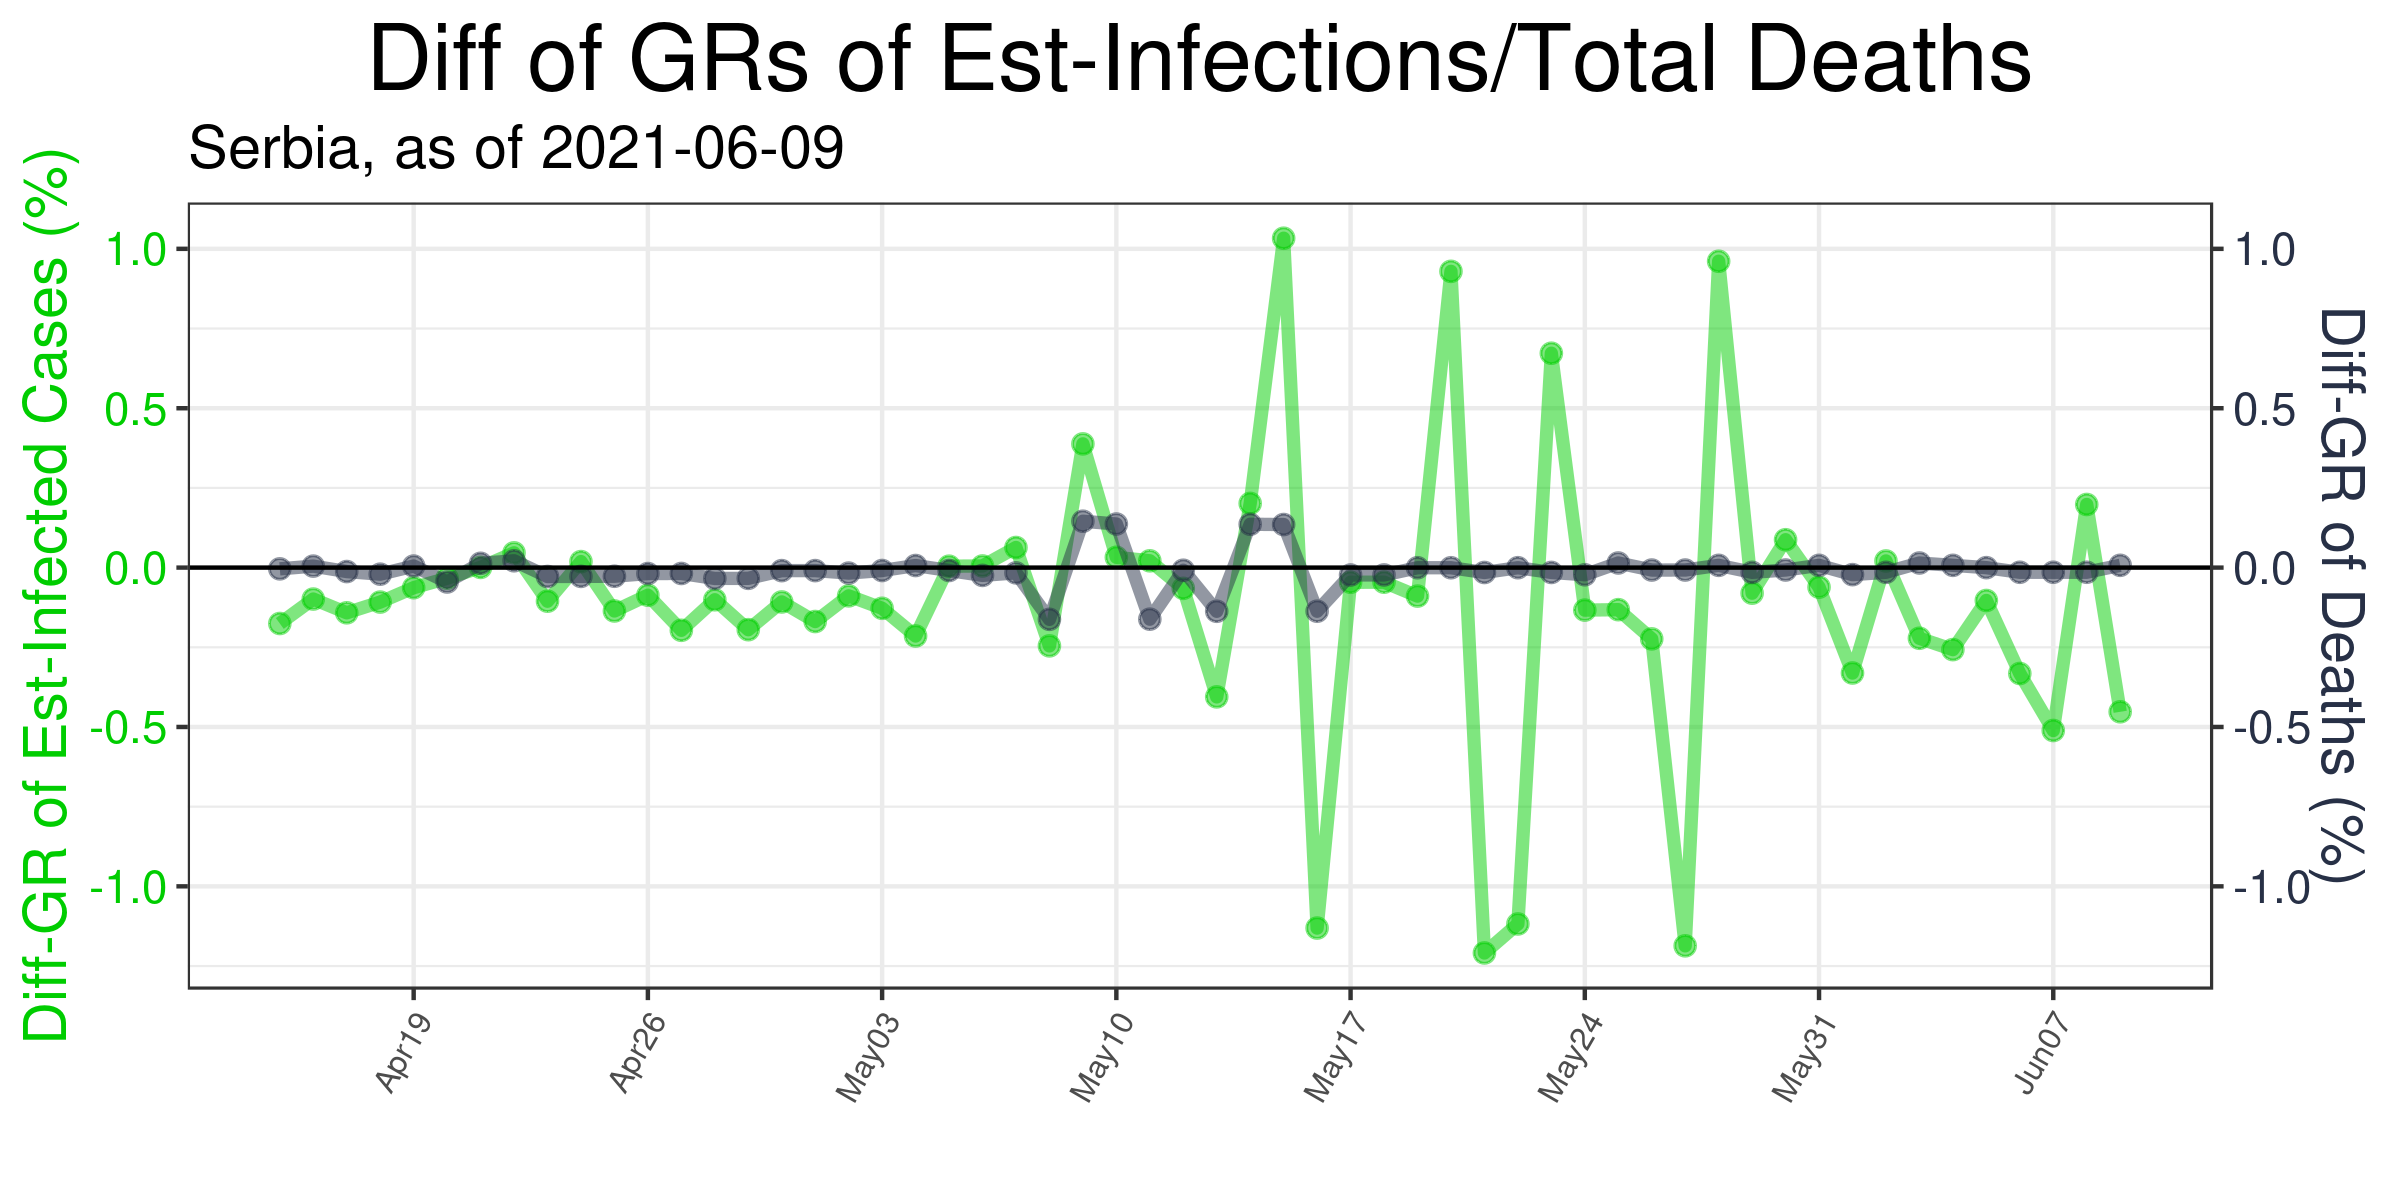 Diff of GRs of Est-Infections/Total Deaths
Serbia, as of 2021-06-09
Diff-GR of Est-Infected Cases (%)
1.0
0.5
0.0
-0.5
-1.0
1.0
0.5
0.0
-0.5
-1.0
Diff-GR of Deaths (%)
Apr19
Apr26
May03
May10
May17
May24
May31
Jun07